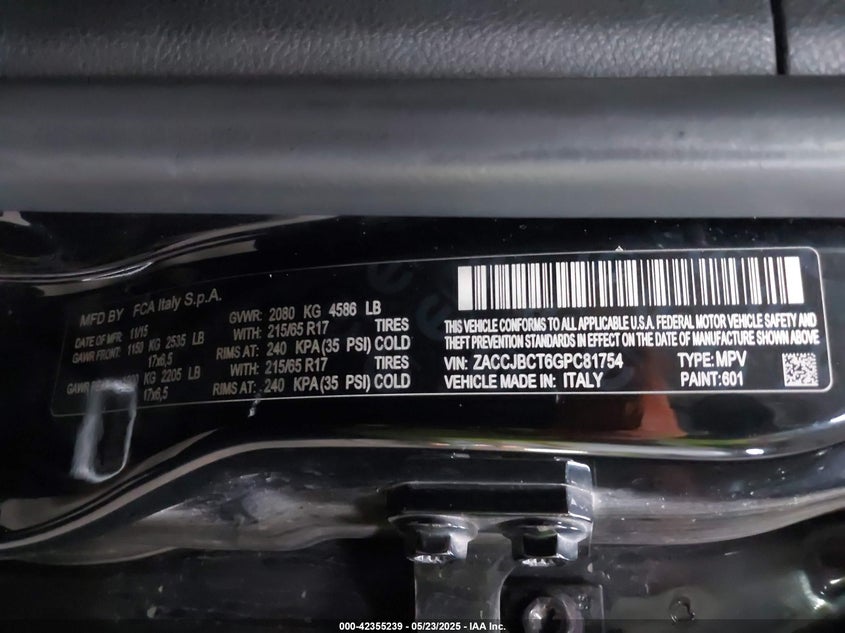 MFD BY FCA Italy S.p.A.
DATE OF MFR: 11/15 GVWR: 2080 KG 4586 LB
GAWR FRONT: 1150 KG 2535 LB WITH: 215/65 R17 TIRES
17x6,5 RIMS AT: 240 KPA (35 PSI) COLD
GAWR KG 2205 LB WITH: 215/65 R17 TIRES
17x6,5 RIMS AT: 240 KPA (35 PSI) COLD
THIS VEHICLE CONFORMS TO ALL APPLICABLE U.S.A. FEDERAL MOTOR VEHICLE SAFETY AND
THEFT PREVENTION STANDARDS IN EFFECT ON THE DATE OF MANUFACTURE SHOWN ABOVE
VIN: ZACCJBCT6GPC81754 TYPE: MPV
VEHICLE MADE IN: ITALY PAINT: 601
000-42355239 - 05/23/2025 - IAA Inc.